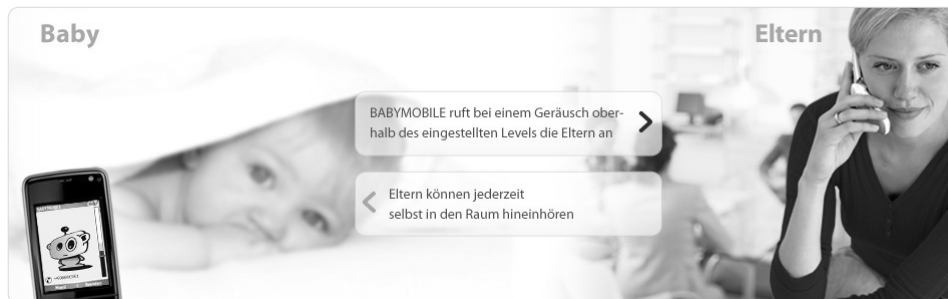 Baby
Eltern
BABYMOBILE ruft bei einem Geräusch ober-
halb des eingestellten Levels die Eltern an
Eltern können jederzeit
selbst in den Raum hineinhören